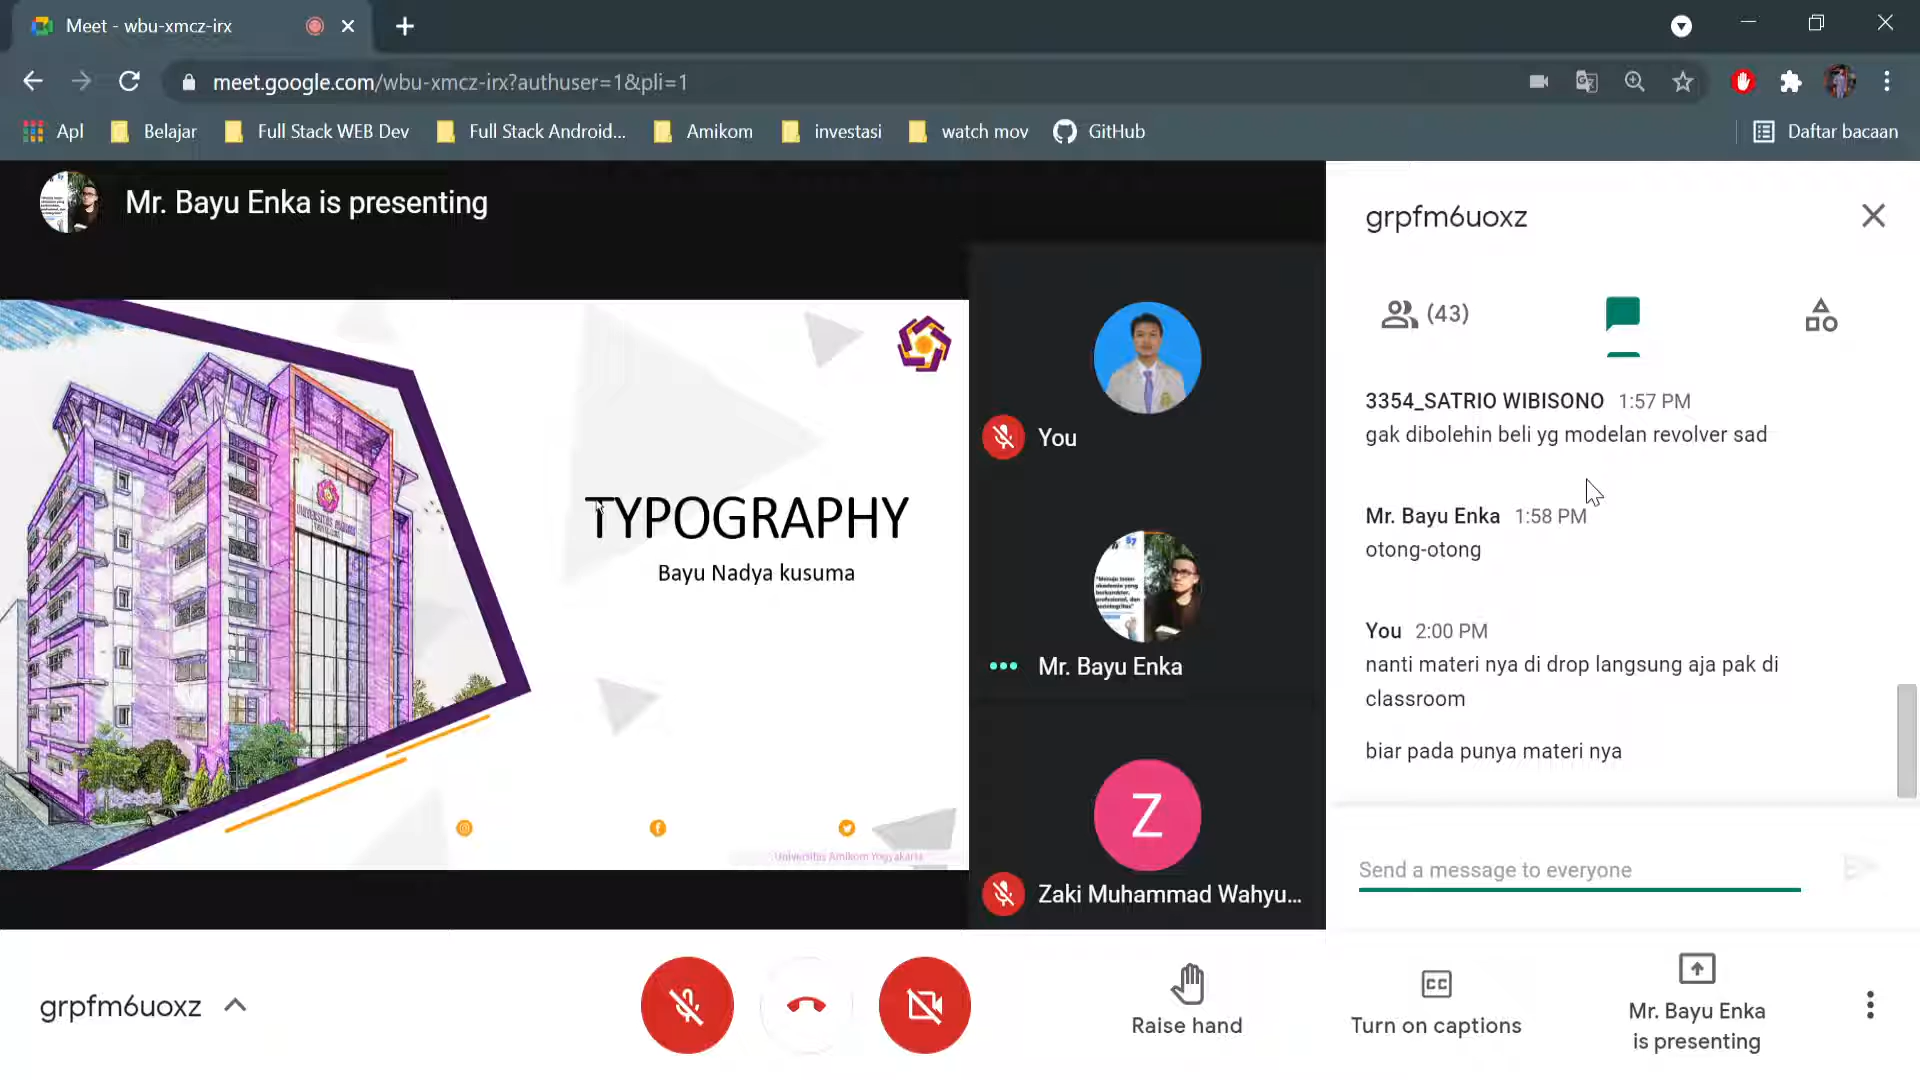 Meet - wbu-xmcz-irx
meet.google.com/wbu-xmcz-irx?authuser=1&pli=1
Apl
Belajar
Full Stack WEB Dev
Full Stack Android...
Amikom
investasi
watch mov
GitHub
Daftar bacaan
Mr. Bayu Enka is presenting
TYPOGRAPHY
Bayu Nadya kusuma
Universitas Amikom Yogyakarta
You
Mr. Bayu Enka
Z
Zaki Muhammad Wahyu...
grpfm6uoxz
(43)
3354_SATRIO WIBISONO 1:57 PM
gak dibolehin beli yg modelan revolver sad
Mr. Bayu Enka 1:58 PM
otong-otong
You 2:00 PM
nanti materi nya di drop langsung aja pak di
classroom
biar pada punya materi nya
Send a message to everyone
grpfm6uoxz
Raise hand
CC
Turn on captions
Mr. Bayu Enka
is presenting